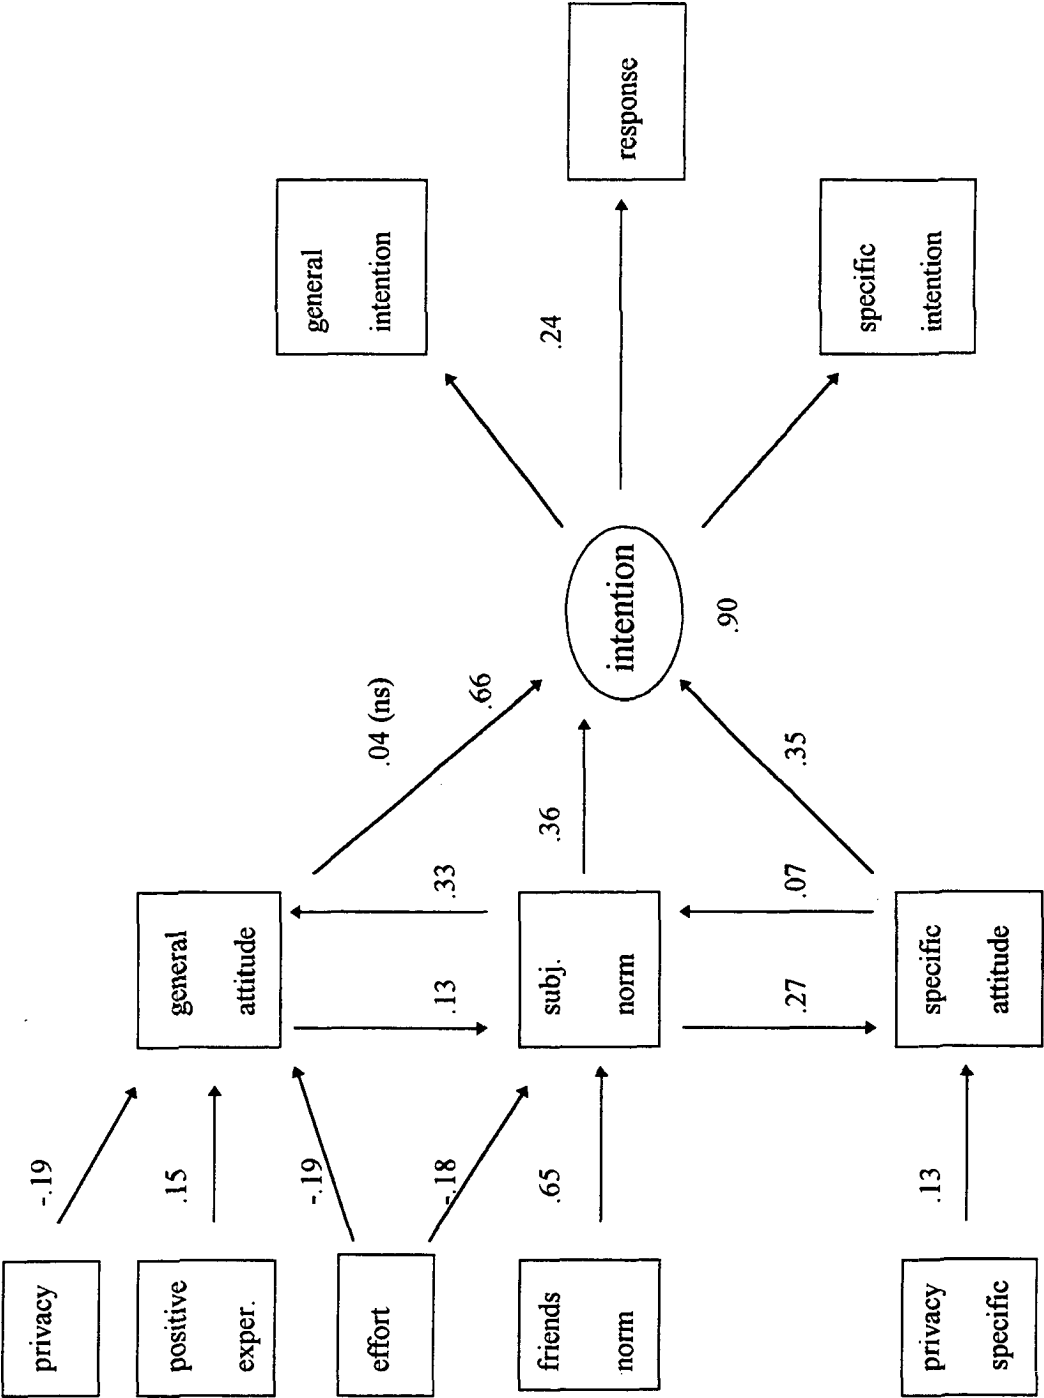 privacy
positive
exper.
effort
friends
norm
privacy
specific
-.19
.15
-.19
-.18
.65
.13
general
attitude
subj.
norm
specific
attitude
.13
.33
.27
.07
.04 (ns)
.66
.36
.35
intention
.90
.24
general
intention
response
specific
intention